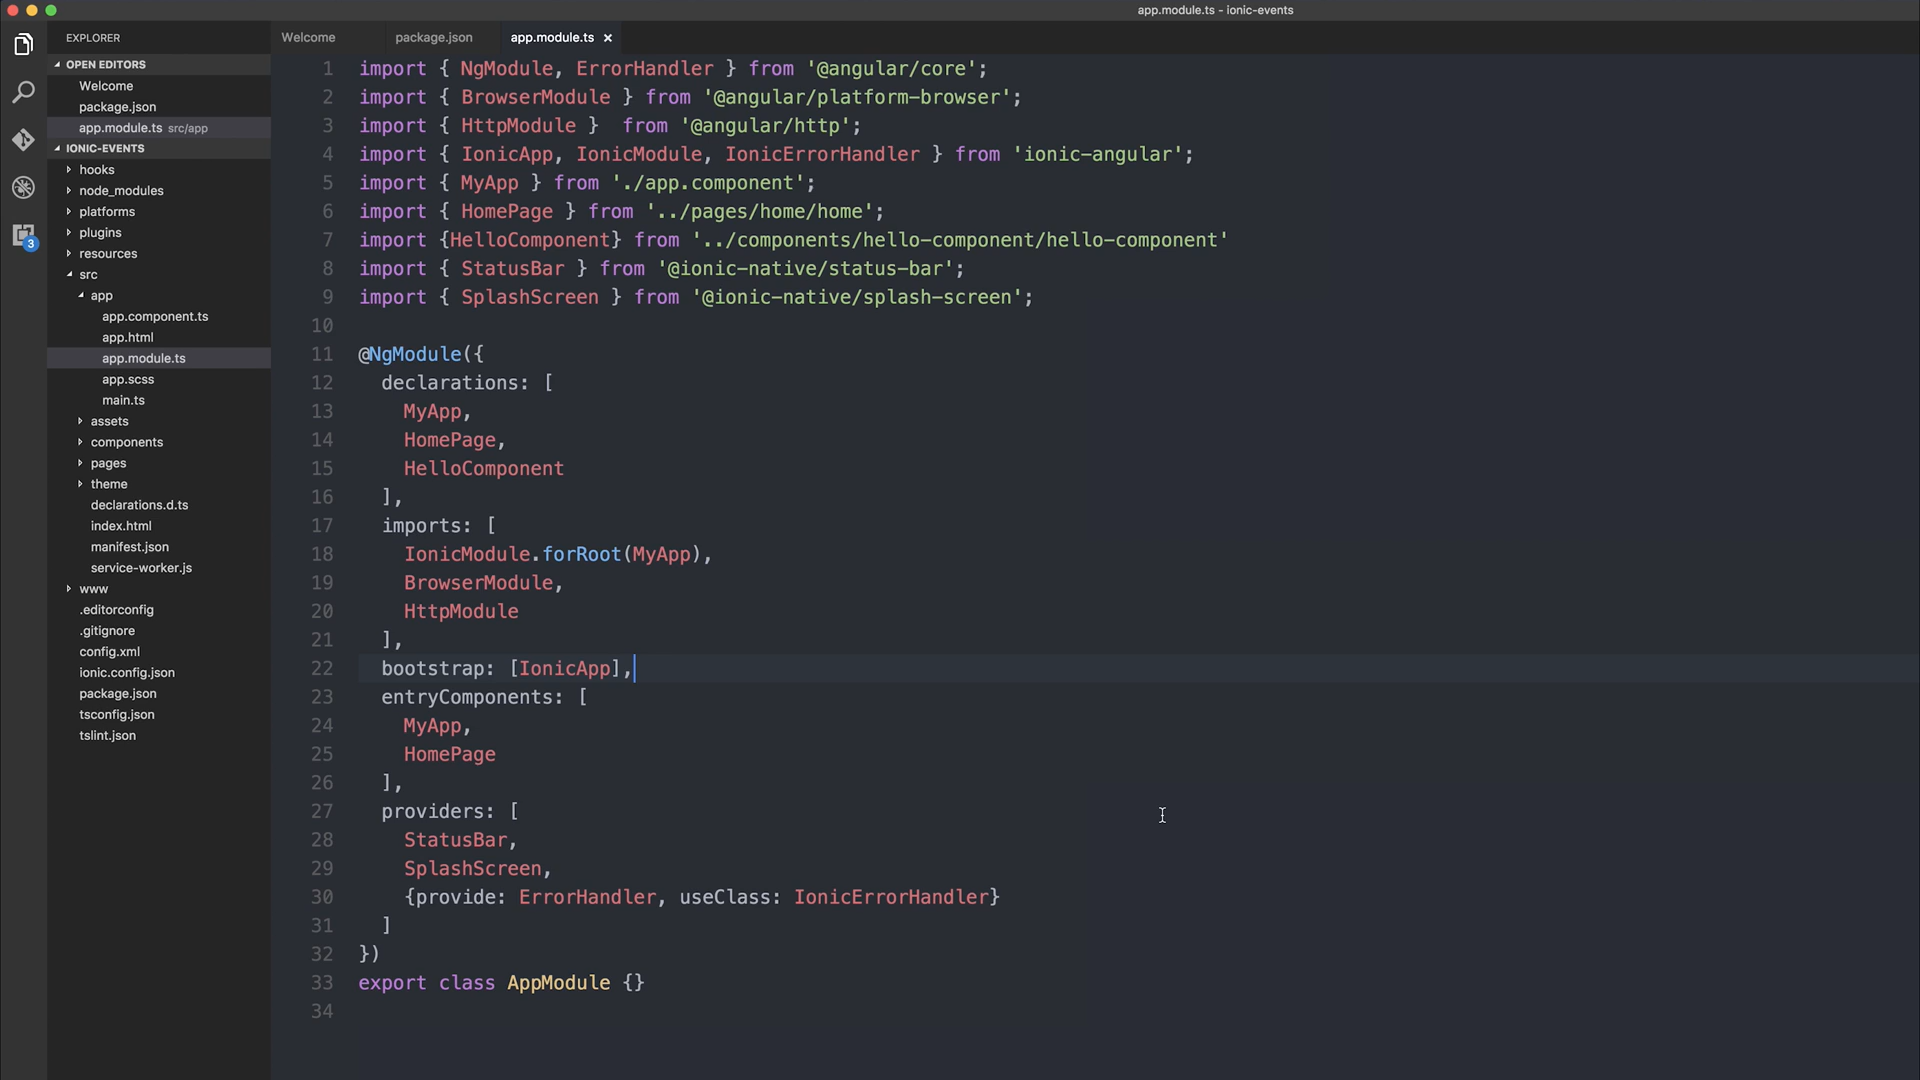 app.module.ts - ionic-events
EXPLORER
OPEN EDITORS
Welcome
package.json
app.module.ts src/app
IONIC-EVENTS
hooks
node_modules
platforms
plugins
resources
src
app
app.component.ts
app.html
app.module.ts
app.scss
main.ts
assets
components
pages
theme
declarations.d.ts
index.html
manifest.json
service-worker.js
www
.editorconfig
.gitignore
config.xml
ionic.config.json
package.json
tsconfig.json
tslint.json
3
Welcome package.json app.module.ts ×
1 import { NgModule, ErrorHandler } from '@angular/core';
2 import { BrowserModule } from '@angular/platform-browser';
3 import { HttpModule }  from '@angular/http';
4 import { IonicApp, IonicModule, IonicErrorHandler } from 'ionic-angular';
5 import { MyApp } from './app.component';
6 import { HomePage } from '../pages/home/home';
7 import {HelloComponent} from '../components/hello-component/hello-component'
8 import { StatusBar } from '@ionic-native/status-bar';
9 import { SplashScreen } from '@ionic-native/splash-screen';
10
11 @NgModule({
12   declarations: [
13     MyApp,
14     HomePage,
15     HelloComponent
16   ],
17   imports: [
18     IonicModule.forRoot(MyApp),
19     BrowserModule,
20     HttpModule
21   ],
22   bootstrap: [IonicApp],
23   entryComponents: [
24     MyApp,
25     HomePage
26   ],
27   providers: [
28     StatusBar,
29     SplashScreen,
30     {provide: ErrorHandler, useClass: IonicErrorHandler}
31   ]
32 })
33 export class AppModule {}
34